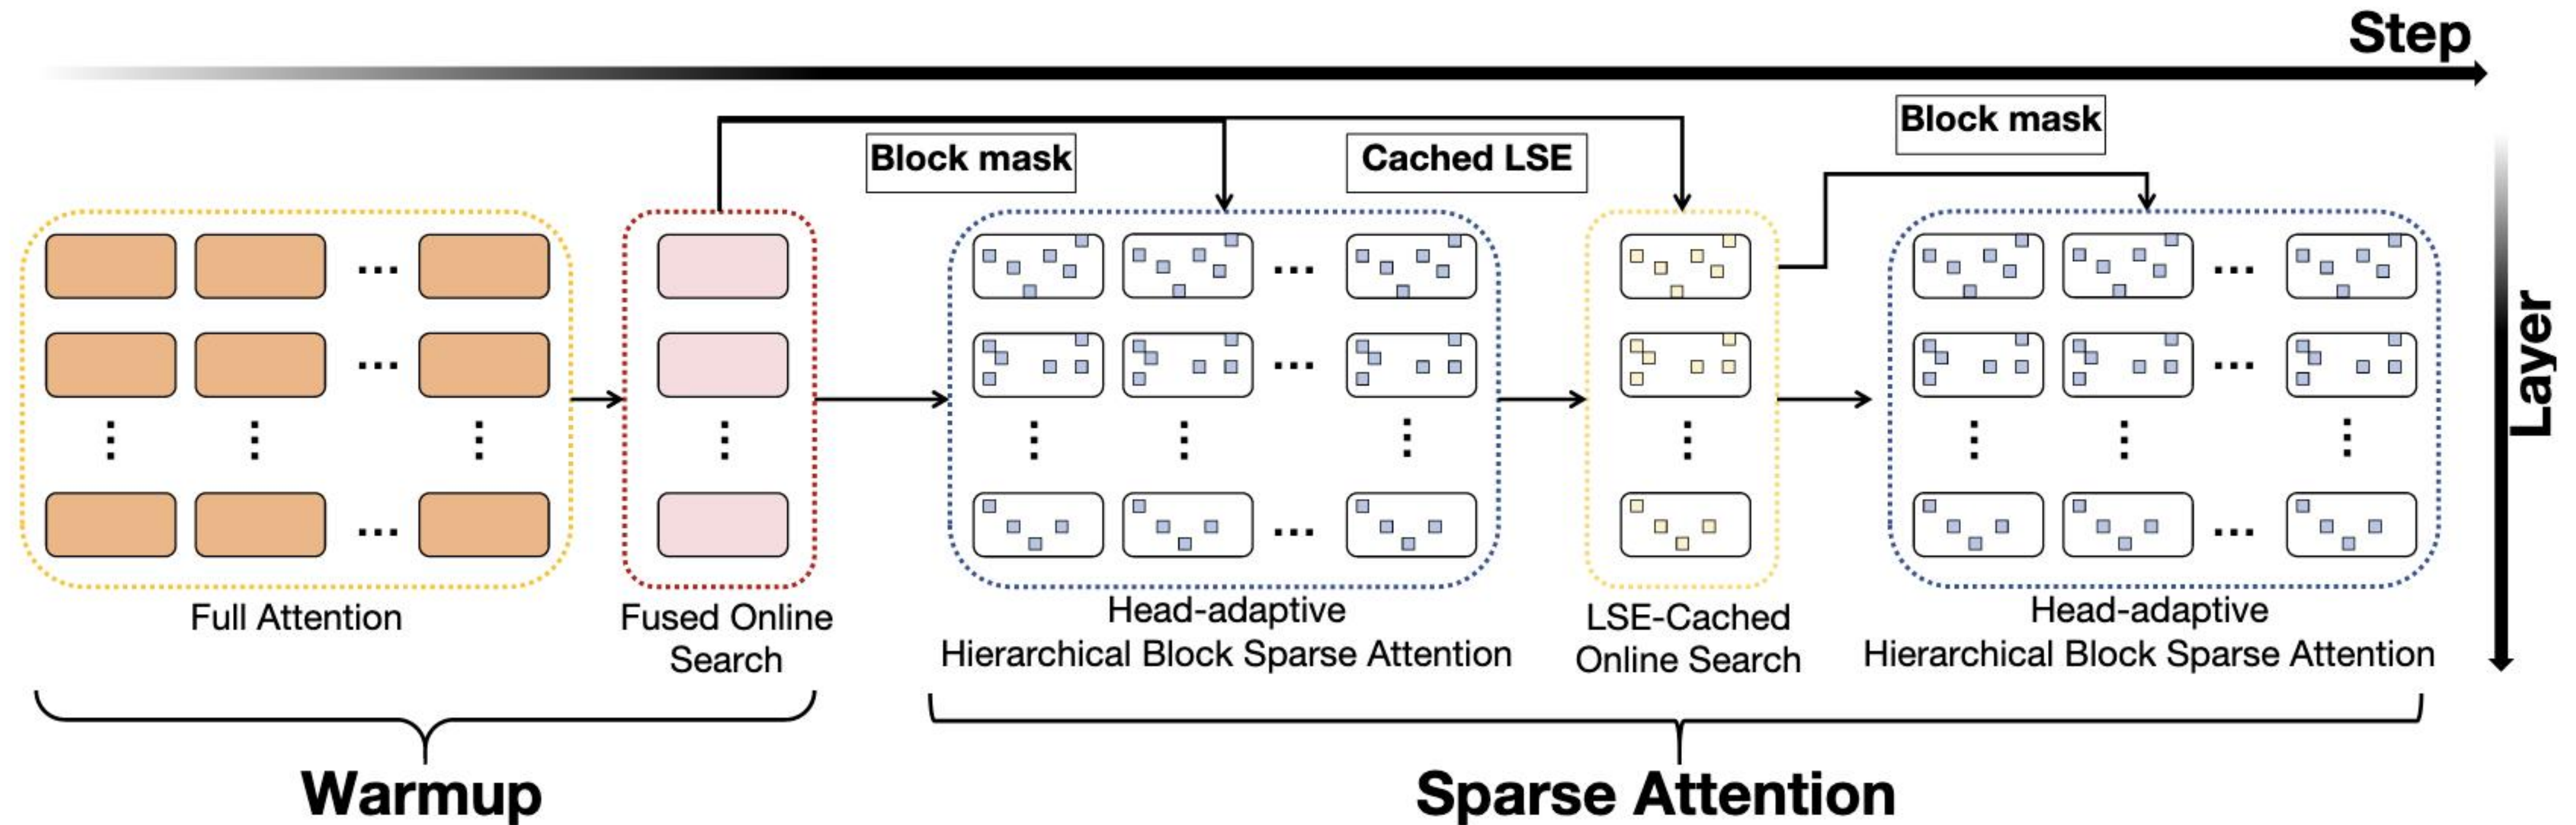 Step
Block mask
Block mask
Cached LSE
Layer
Full Attention
Fused Online
Search
Head-adaptive
Hierarchical Block Sparse Attention
LSE-Cached
Online Search
Head-adaptive
Hierarchical Block Sparse Attention
Warmup
Sparse Attention